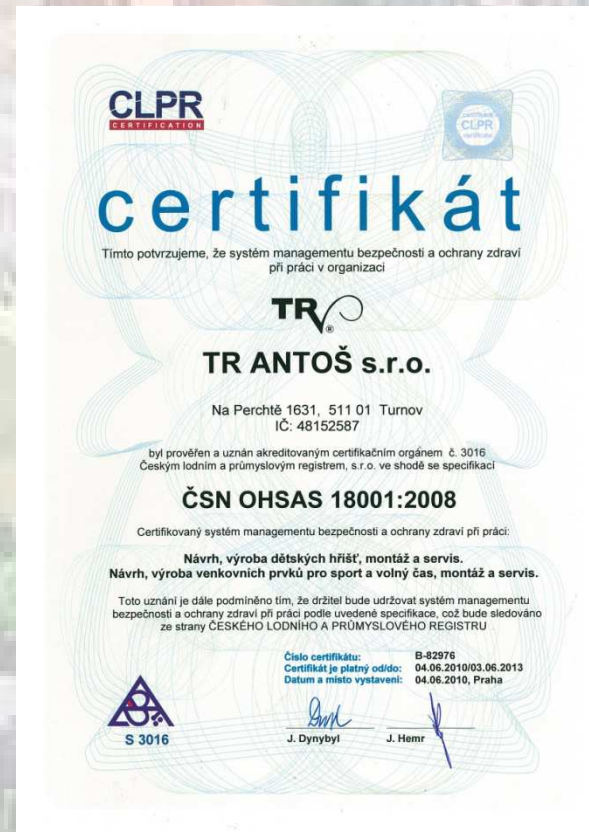 CLPR
CERTIFICATION
certifikát
CLPR
certificate
certifikát
Tímto potvrzujeme, že systém managementu bezpečnosti a ochrany zdraví
při práci v organizaci
TR
®
TR ANTOŠ s.r.o.
Na Perchtě 1631, 511 01 Turnov
IČ: 48152587
byl prověřen a uznán akreditovaným certifikačním orgánem č. 3016
Českým lodním a průmyslovým registrem, s.r.o. ve shodě se specifikací
ČSN OHSAS 18001:2008
Certifikovaný systém managementu bezpečnosti a ochrany zdraví při práci:
Návrh, výroba dětských hřišť, montáž a servis.
Návrh, výroba venkovních prvků pro sport a volný čas, montáž a servis.
Toto uznání je dále podmíněno tím, že držitel bude udržovat systém managementu
bezpečnosti a ochrany zdraví při práci podle uvedené specifikace, což bude sledováno
ze strany ČESKÉHO LODNÍHO A PRŮMYSLOVÉHO REGISTRU
Číslo certifikátu: B-82976
Certifikát je platný od/do: 04.06.2010/03.06.2013
Datum a místo vystavení: 04.06.2010, Praha
S 3016
J. Dynybyl J. Hemr